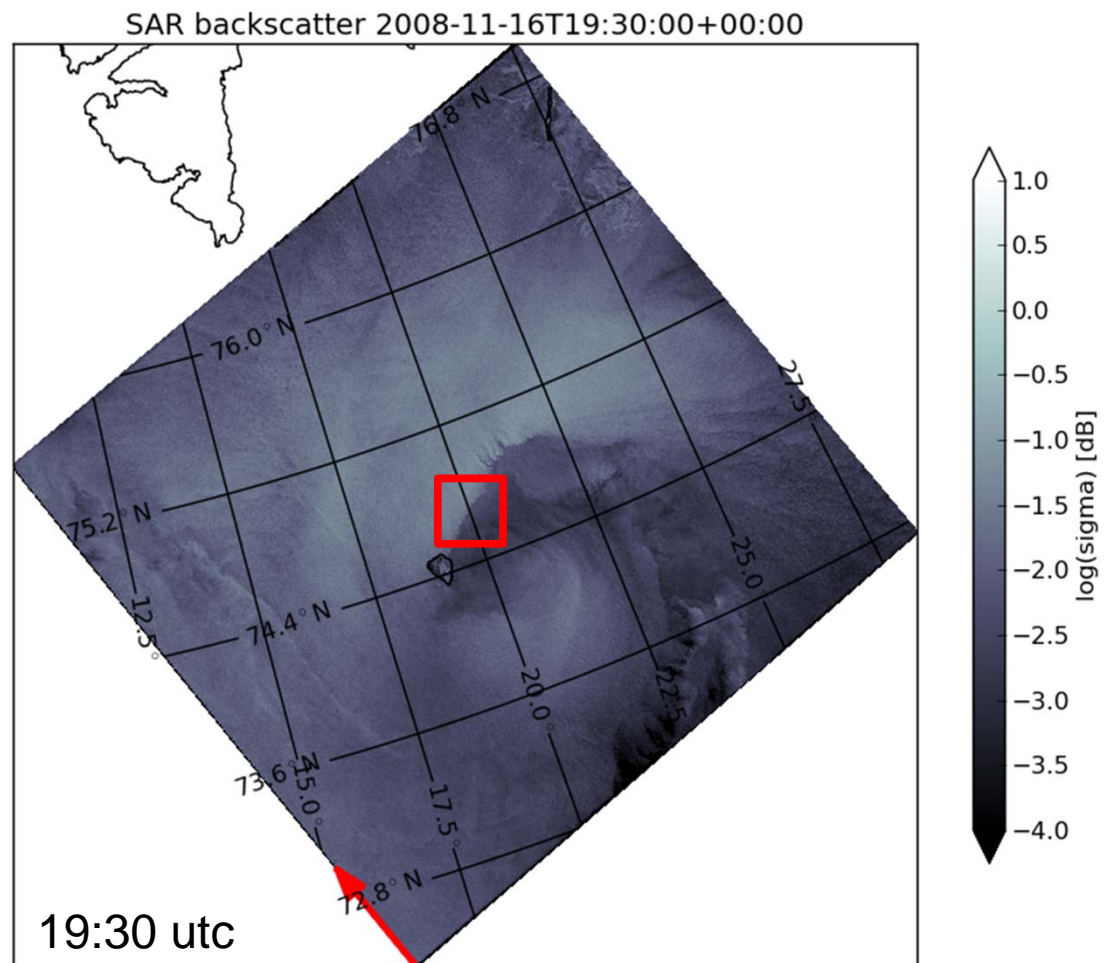 SAR backscatter 2008-11-16T19:30:00+00:00
76.8° N
76.0° N
75.2° N
74.4° N
73.6° N
72.8° N
12.5°
15.0°
17.5°
20.0°
22.5
25.0°
27.5
1.0
0.5
0.0
−0.5
−1.0
−1.5
−2.0
−2.5
−3.0
−3.5
−4.0
log(sigma) [dB]
19:30 utc